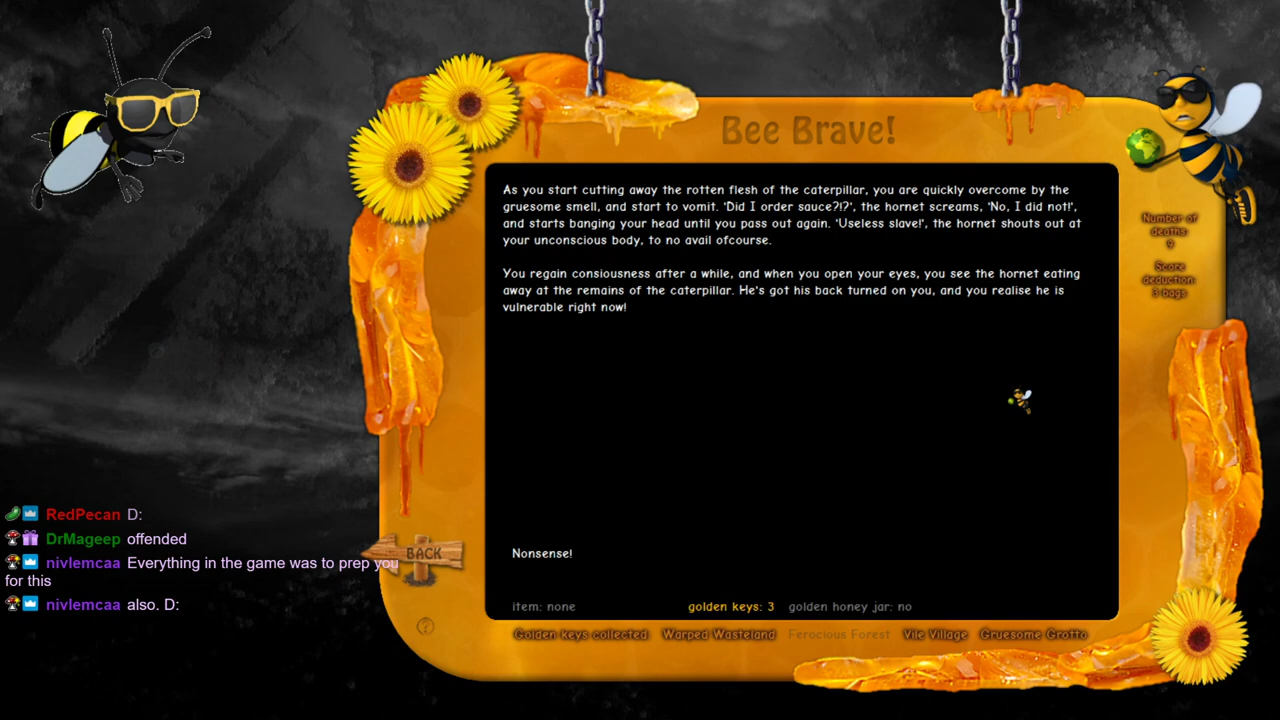 Bee Brave!
As you start cutting away the rotten flesh of the caterpillar, you are quickly overcome by the
gruesome smell, and start to vomit. 'Did I order sauce?!?', the hornet screams, 'No, I did not!',
and starts banging your head until you pass out again. 'Useless slave!', the hornet shouts out at
your unconscious body, to no avail ofcourse.
You regain consiousness after a while, and when you open your eyes, you see the hornet eating
away at the remains of the caterpillar. He's got his back turned on you, and you realise he is
vulnerable right now!
Number of
deaths:
9
Score
deduction:
3 bags
RedPecan D:
DrMageep offended
nivlemcaa Everything in the game was to prep you
for this
nivlemcaa also. D:
BACK
?
Nonsense!
item: none golden keys: 3 golden honey jar: no
Golden keys collected Warped Wasteland Ferocious Forest Vile Village Gruesome Grotto